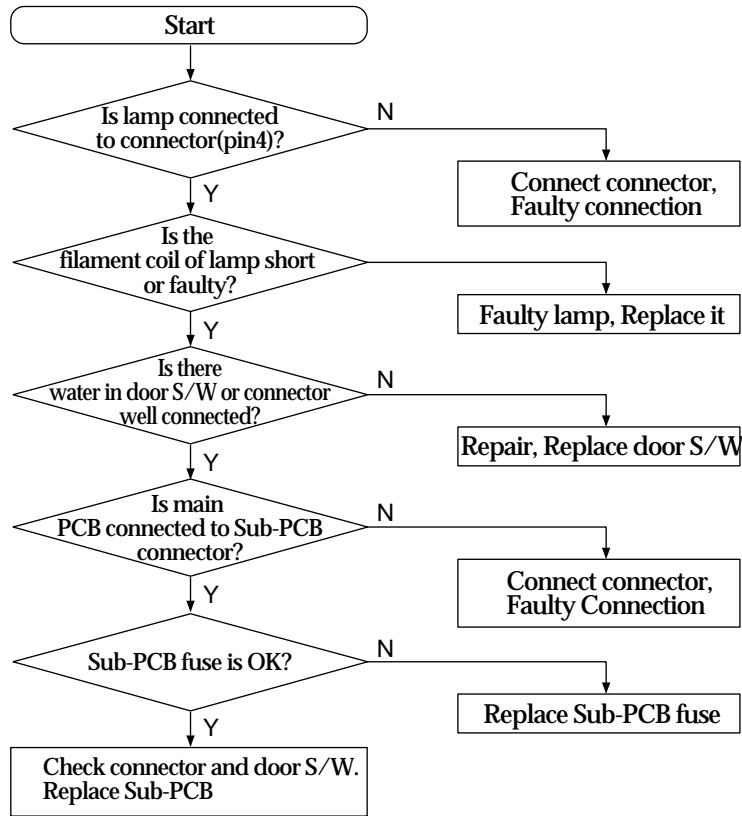 Start
Is lamp connected
to connector(pin4)?
N
Connect connector,
Faulty connection
Y
Is the
filament coil of lamp short
or faulty?
Faulty lamp, Replace it
Y
Is there
water in door S/W or connector
well connected?
N
Repair, Replace door S/W
Y
Is main
PCB connected to Sub-PCB
connector?
N
Connect connector,
Faulty Connection
Y
Sub-PCB fuse is OK?
N
Replace Sub-PCB fuse
Y
Check connector and door S/W.
Replace Sub-PCB